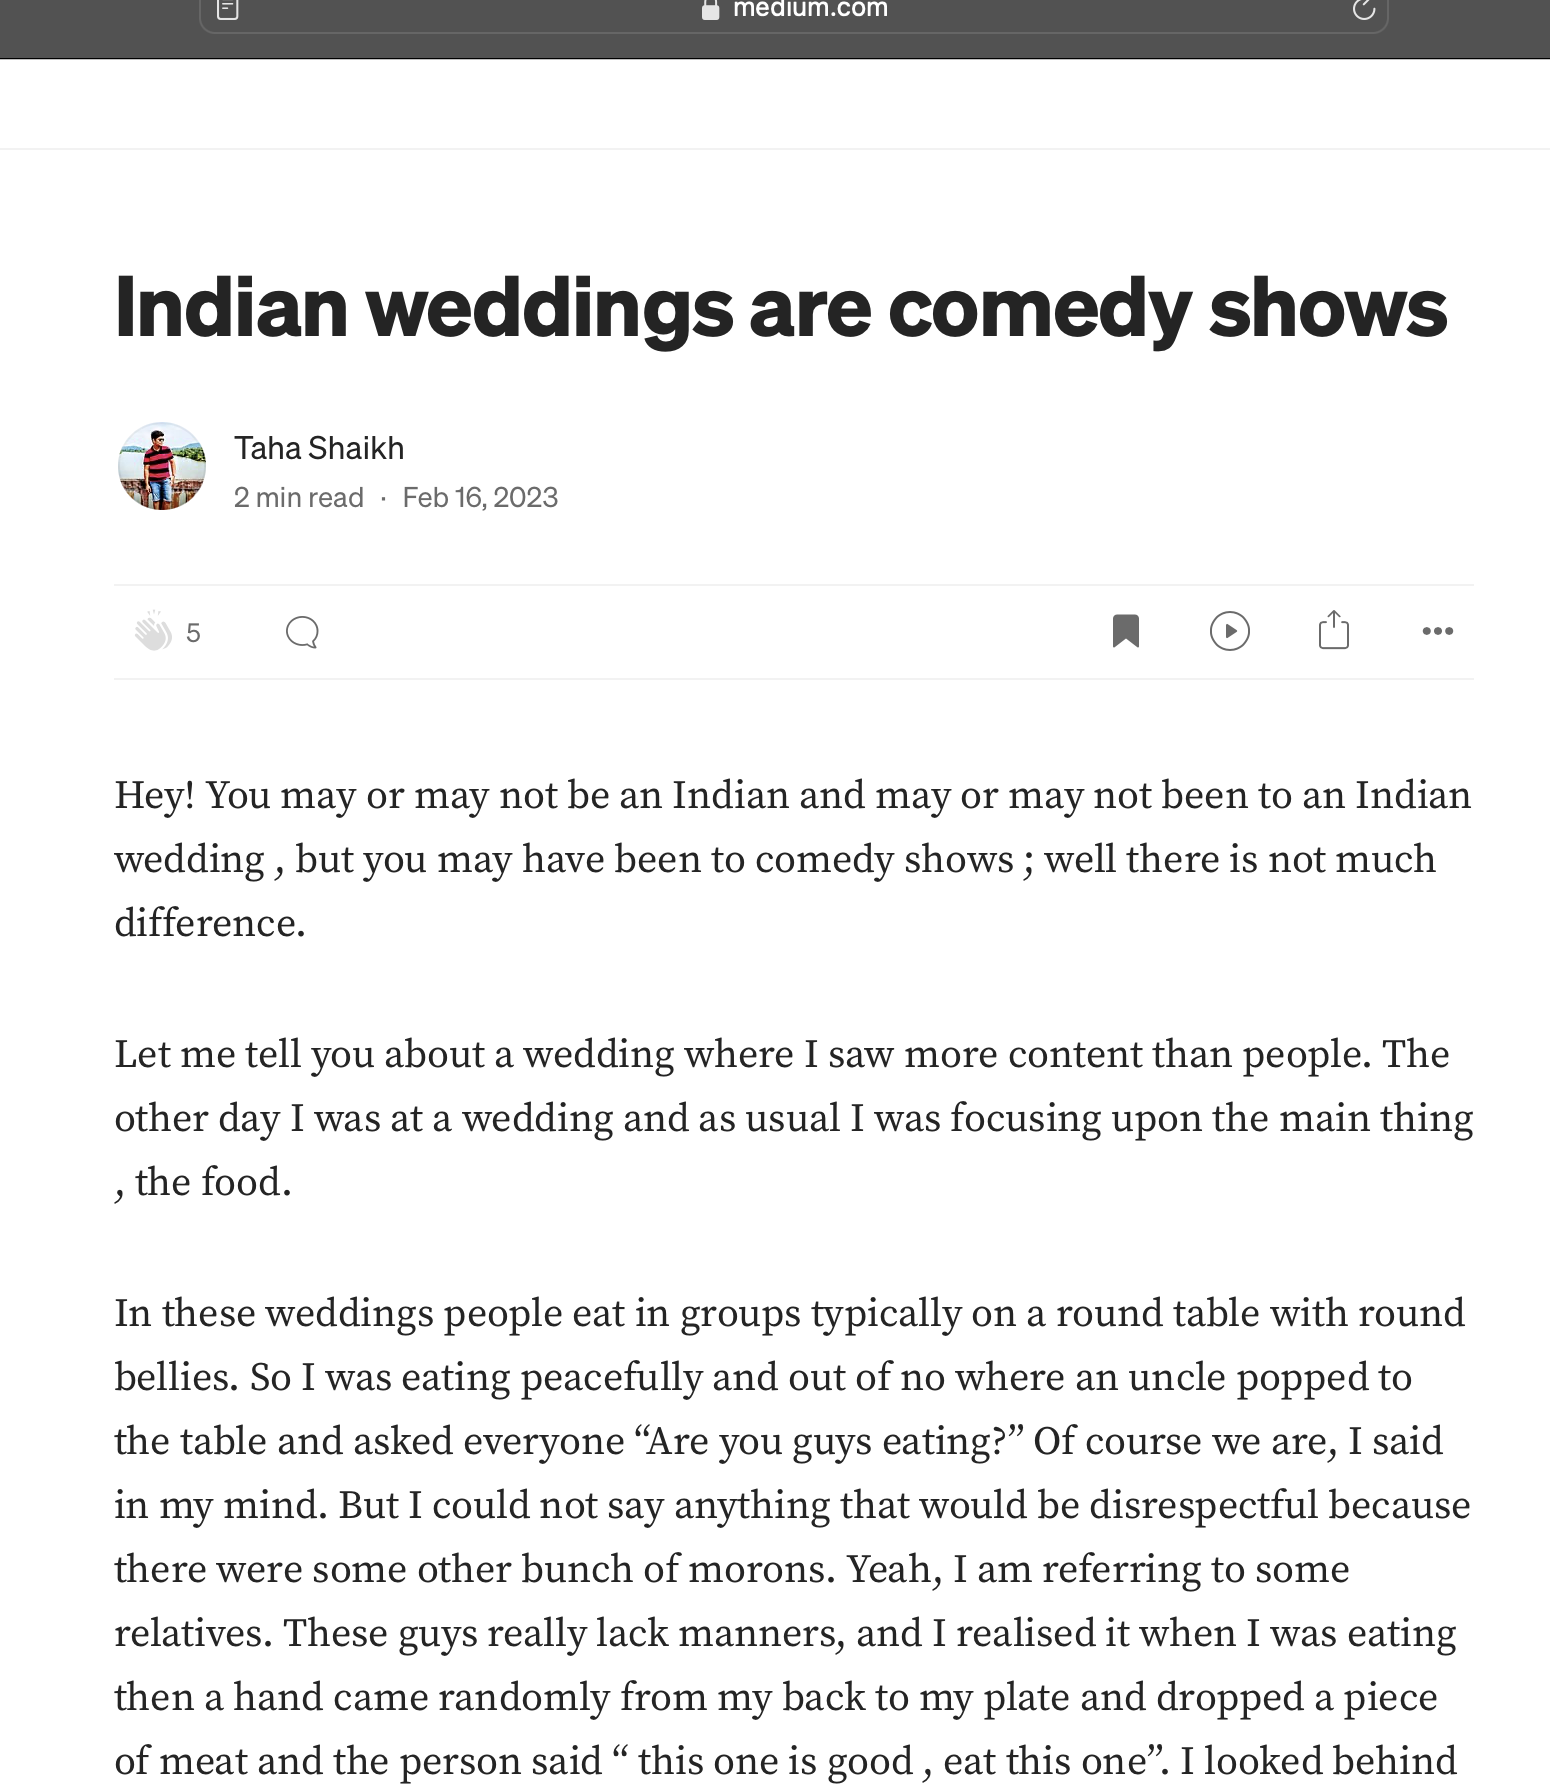 medium.com
Indian weddings are comedy shows
Taha Shaikh
2 min read · Feb 16, 2023
5
Hey! You may or may not be an Indian and may or may not been to an Indian
wedding , but you may have been to comedy shows ; well there is not much
difference.
Let me tell you about a wedding where I saw more content than people. The
other day I was at a wedding and as usual I was focusing upon the main thing
, the food.
In these weddings people eat in groups typically on a round table with round
bellies. So I was eating peacefully and out of no where an uncle popped to
the table and asked everyone “Are you guys eating?” Of course we are, I said
in my mind. But I could not say anything that would be disrespectful because
there were some other bunch of morons. Yeah, I am referring to some
relatives. These guys really lack manners, and I realised it when I was eating
then a hand came randomly from my back to my plate and dropped a piece
of meat and the person said “ this one is good , eat this one”. I looked behind